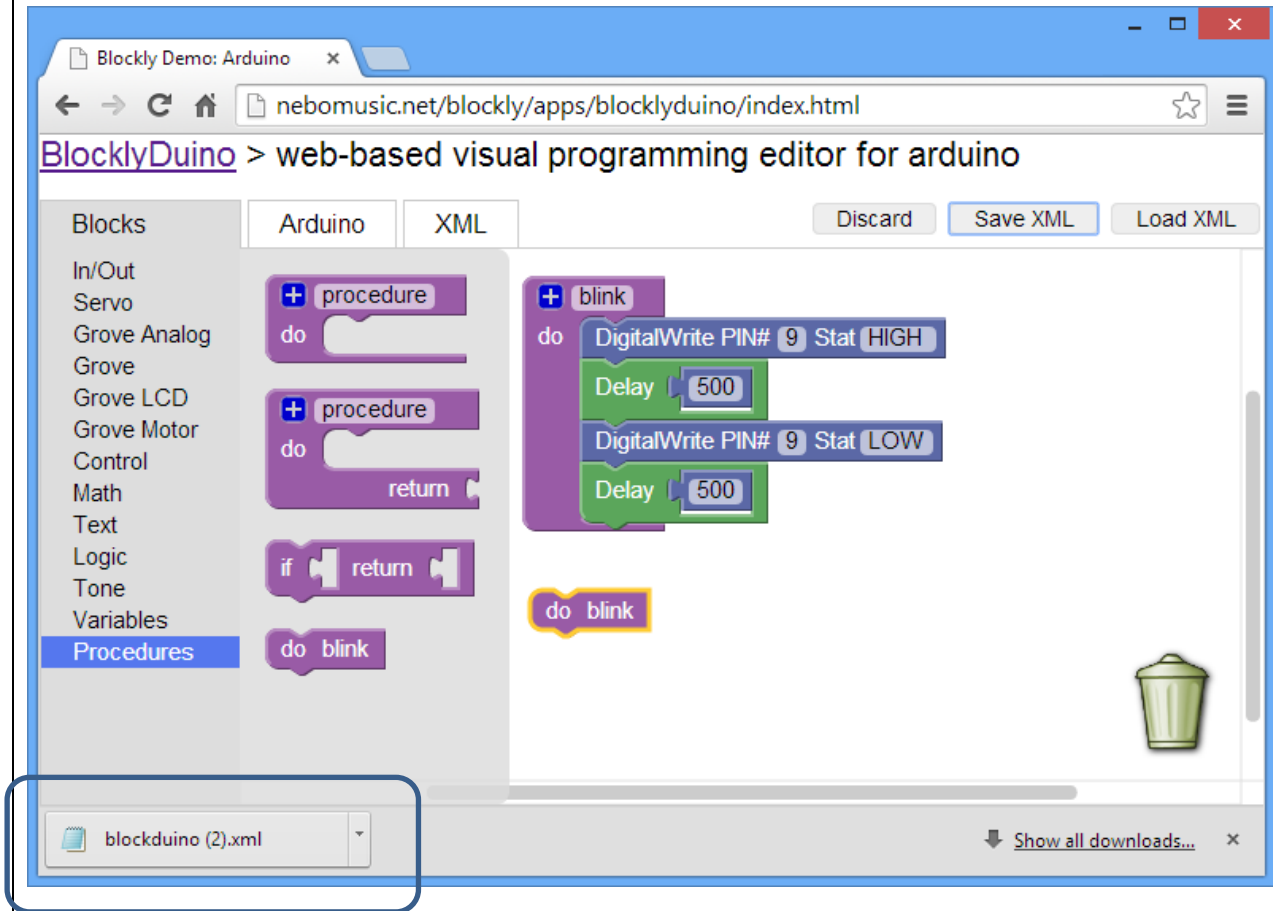 Blockly Demo: Arduino
nebomusic.net/blockly/apps/blocklyduino/index.html
BlocklyDuino > web-based visual programming editor for arduino
Blocks
Arduino
XML
Discard
Save XML
Load XML
In/Out
Servo
Grove Analog
Grove
Grove LCD
Grove Motor
Control
Math
Text
Logic
Tone
Variables
Procedures
procedure
do
procedure
do
return
if return
do blink
blink
do DigitalWrite PIN# 9 Stat HIGH
Delay 500
DigitalWrite PIN# 9 Stat LOW
Delay 500
do blink
blockduino (2).xml
Show all downloads...